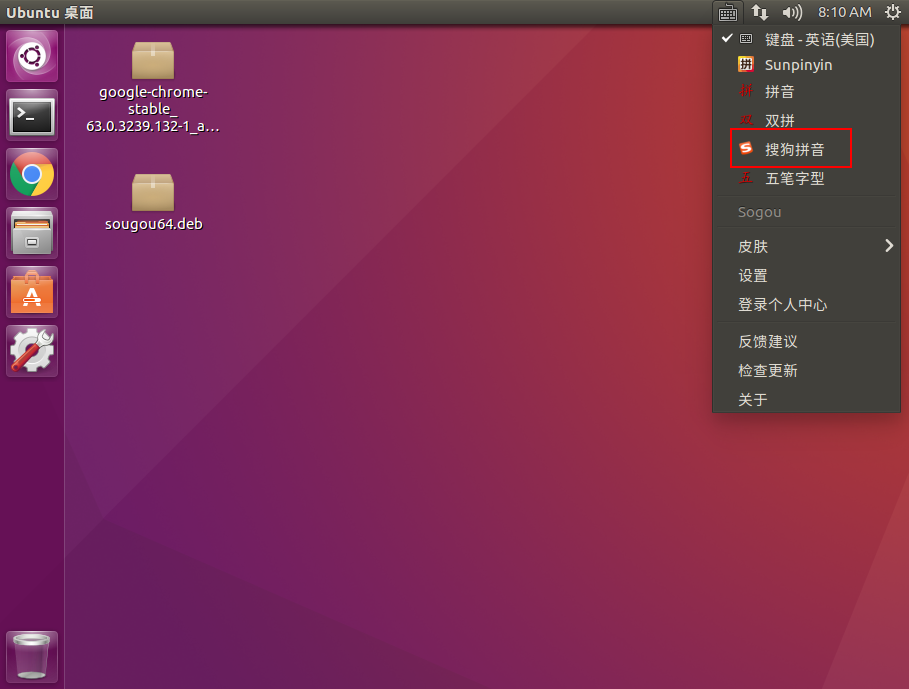 Ubuntu 桌面
8:10 AM
google-chrome-
stable_
63.0.3239.132-1_a…
sougou64.deb
键盘 - 英语(美国)
Sunpinyin
拼音
双拼
搜狗拼音
五笔字型
Sogou
皮肤
设置
登录个人中心
反馈建议
检查更新
关于